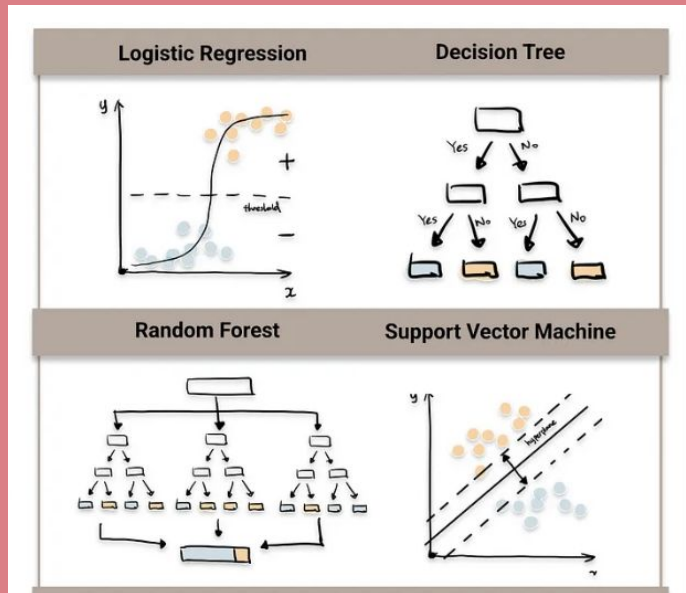 Logistic Regression
Decision Tree
y
+
threshold
−
x
Yes
No
Yes
No
Yes
No
Random Forest
Support Vector Machine
y
hyperplane